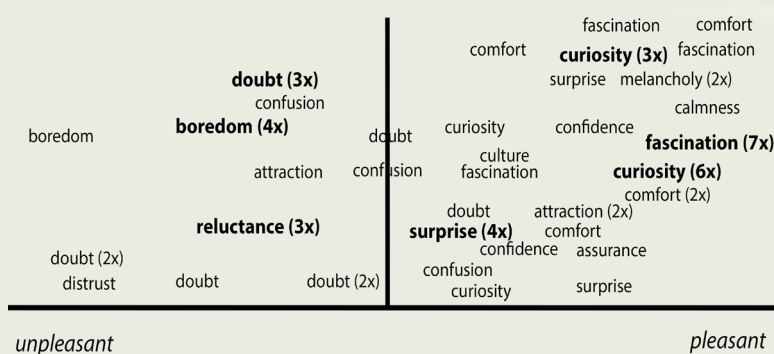 fascination comfort
comfort curiosity (3x) fascination
doubt (3x) surprise melancholy (2x)
confusion calmness
boredom (4x) curiosity confidence
boredom doubt fascination (7x)
culture
attraction confusion fascination curiosity (6x)
comfort (2x)
doubt attraction (2x)
reluctance (3x) surprise (4x) comfort
confidence assurance
doubt (2x)
confusion
distrust doubt doubt (2x) curiosity surprise
unpleasant pleasant